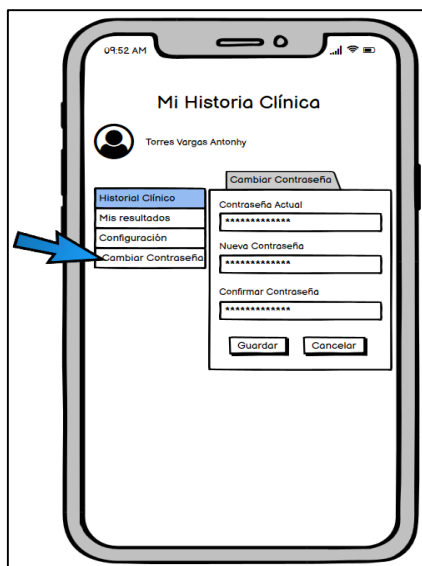 09:52 AM
Mi Historia Clínica
Torres Vargas Antonhy
Cambiar Contraseña
Historial Clínico
Mis resultados
Configuración
Cambiar Contraseña
Contraseña Actual
*************
Nueva Contraseña
*************
Confirmar Contraseña
*************
Guardar Cancelar